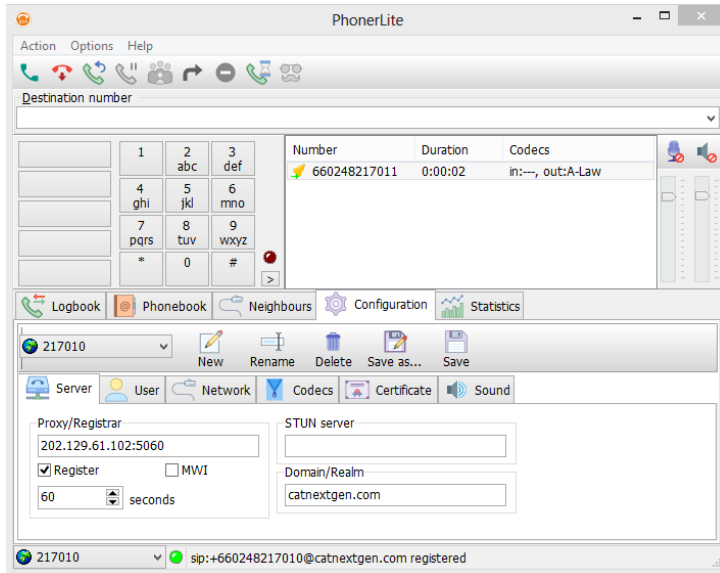 PhonerLite
Action Options Help
Destination number
Number Duration Codecs
660248217011 0:00:02 in:---, out:A-Law
1 2 abc 3 def
4 ghi 5 jkl 6 mno
7 pqrs 8 tuv 9 wxyz
* 0 #
>
Logbook Phonebook Neighbours Configuration Statistics
217010 New Rename Delete Save as... Save
Server User Network Codecs Certificate Sound
Proxy/Registrar STUN server
202.129.61.102:5060
Register MWI Domain/Realm
60 seconds catnextgen.com
217010 sip:+660248217010@catnextgen.com registered